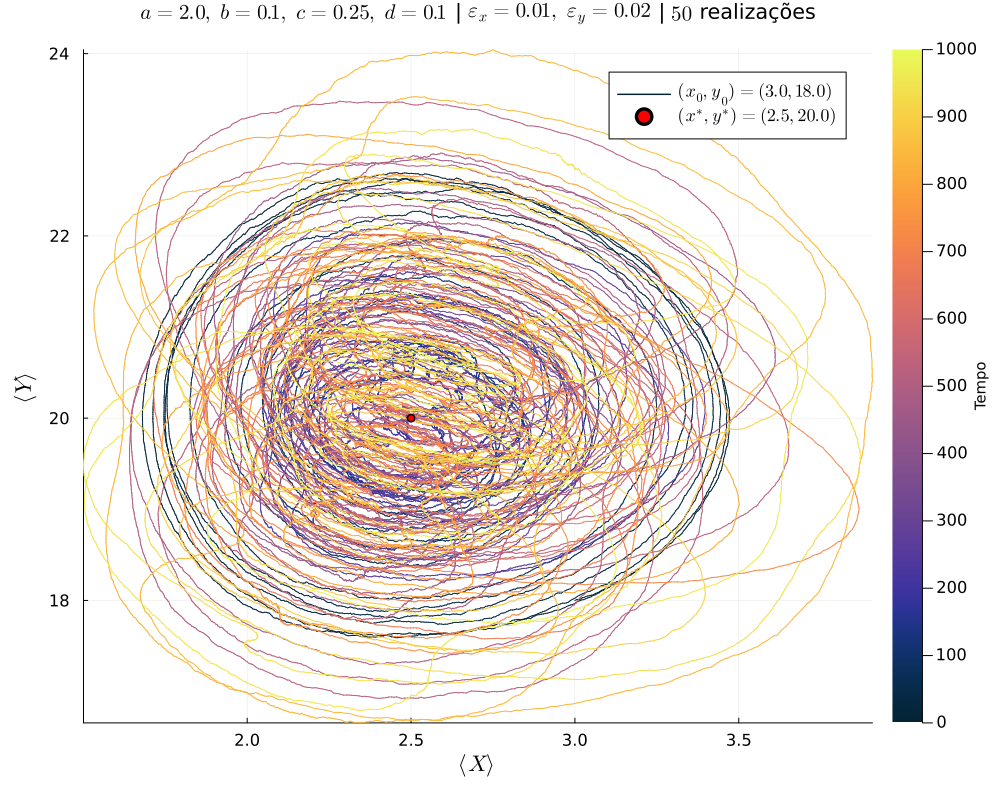 a = 2.0, b = 0.1, c = 0.25, d = 0.1 | εₓ = 0.01, ε_y = 0.02 | 50 realizações
(x₀, y₀) = (3.0, 18.0)
(x*, y*) = (2.5, 20.0)
24
22
20
18
⟨Y⟩
2.0 2.5 3.0 3.5
⟨X⟩
1000
900
800
700
600
500
400
300
200
100
0
Tempo